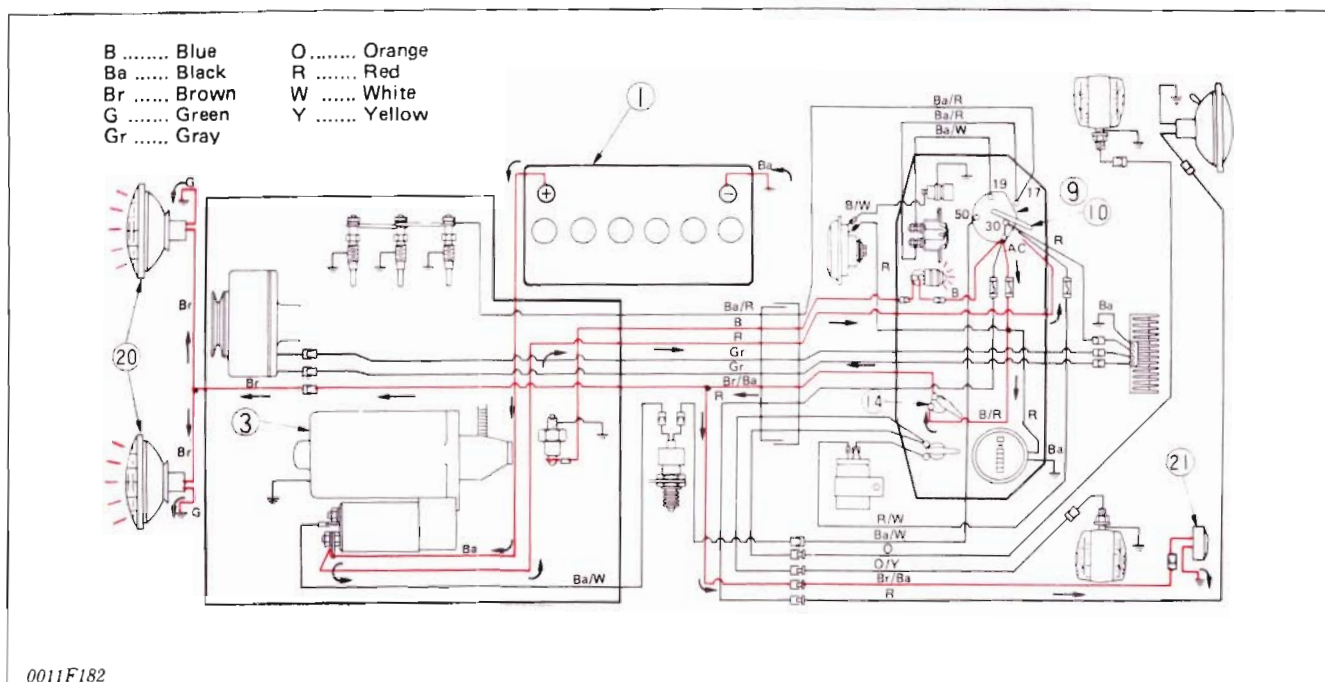 B ........ Blue
Ba ...... Black
Br ...... Brown
G ........ Green
Gr ...... Gray
O ........ Orange
R ....... Red
W ...... White
Y ....... Yellow
1
Ba/R
Ba/R
Ba/W
G
+
Ba
−
19
17
9
10
B/W
50
30
R
AC
R
B
Br
Ba/R
B
R
Ba
20
Gr
Gr
Br
Br/Ba
R
14
3
B/R
R
Br
Ba
21
G
R/W
Ba/W
O
Ba
O/Y
Ba/W
Br/Ba
R
0011F182